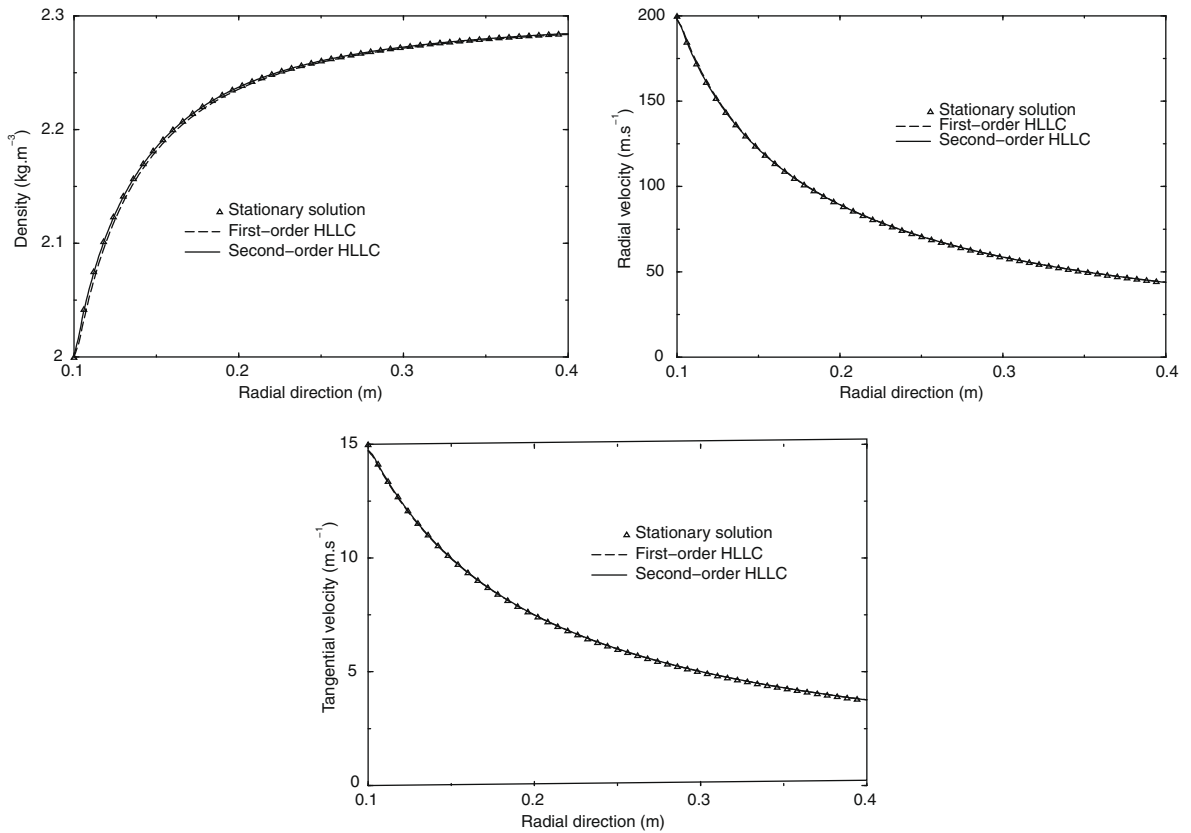 2.3
2.2
2.1
2
Density (kg.m−3)
Stationary solution
First−order HLLC
Second−order HLLC
0.1 0.2 0.3 0.4
Radial direction (m)
200
150
100
50
0
Radial velocity (m.s−1)
Stationary solution
First−order HLLC
Second−order HLLC
0.1 0.2 0.3 0.4
Radial direction (m)
15
10
5
0
Tangential velocity (m.s−1)
Stationary solution
First−order HLLC
Second−order HLLC
0.1 0.2 0.3 0.4
Radial direction (m)